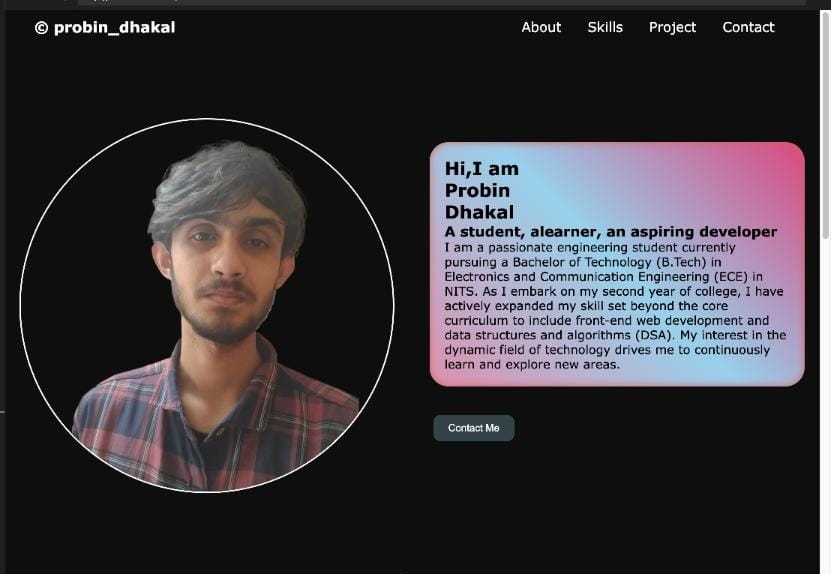 © probin_dhakal
About Skills Project Contact
Hi,I am
Probin
Dhakal
A student, alearner, an aspiring developer
I am a passionate engineering student currently
pursuing a Bachelor of Technology (B.Tech) in
Electronics and Communication Engineering (ECE) in
NITS. As I embark on my second year of college, I have
actively expanded my skill set beyond the core
curriculum to include front-end web development and
data structures and algorithms (DSA). My interest in the
dynamic field of technology drives me to continuously
learn and explore new areas.
Contact Me